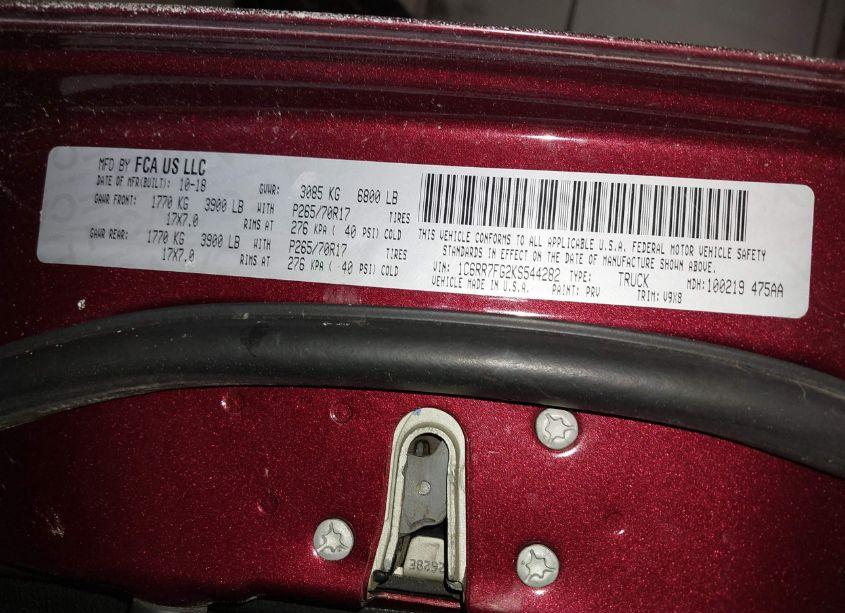 MFD BY FCA US LLC
DATE OF MFR(BUILT): 10-18 GVWR: 3085 KG 6800 LB
GAWR FRONT: 1770 KG 3900 LB WITH P265/70R17 TIRES
17X7.0 RIMS AT 276 KPA ( 40 PSI) COLD
GAWR REAR: 1770 KG 3900 LB WITH P265/70R17 TIRES
17X7.0 RIMS AT 276 KPA ( 40 PSI) COLD
THIS VEHICLE CONFORMS TO ALL APPLICABLE U.S.A. FEDERAL MOTOR VEHICLE SAFETY
STANDARDS IN EFFECT ON THE DATE OF MANUFACTURE SHOWN ABOVE.
VIN: 1C6RR7FG2KS544282 TYPE: TRUCK MDH:100219 475AA
VEHICLE MADE IN U.S.A. PAINT: PRV TRIM: V9X8